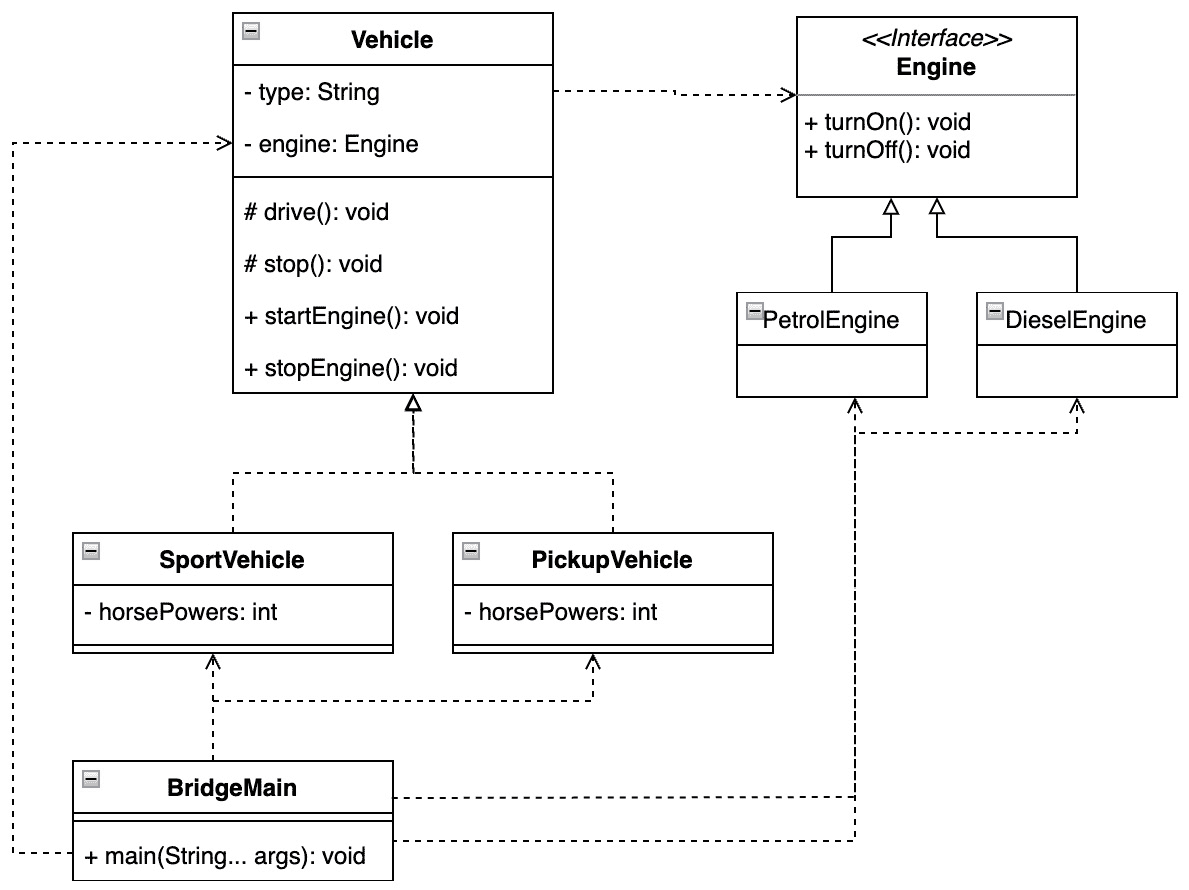 Vehicle
- type: String
- engine: Engine
# drive(): void
# stop(): void
+ startEngine(): void
+ stopEngine(): void
<<Interface>>
Engine
+ turnOn(): void
+ turnOff(): void
PetrolEngine
DieselEngine
SportVehicle
- horsePowers: int
PickupVehicle
- horsePowers: int
BridgeMain
+ main(String... args): void